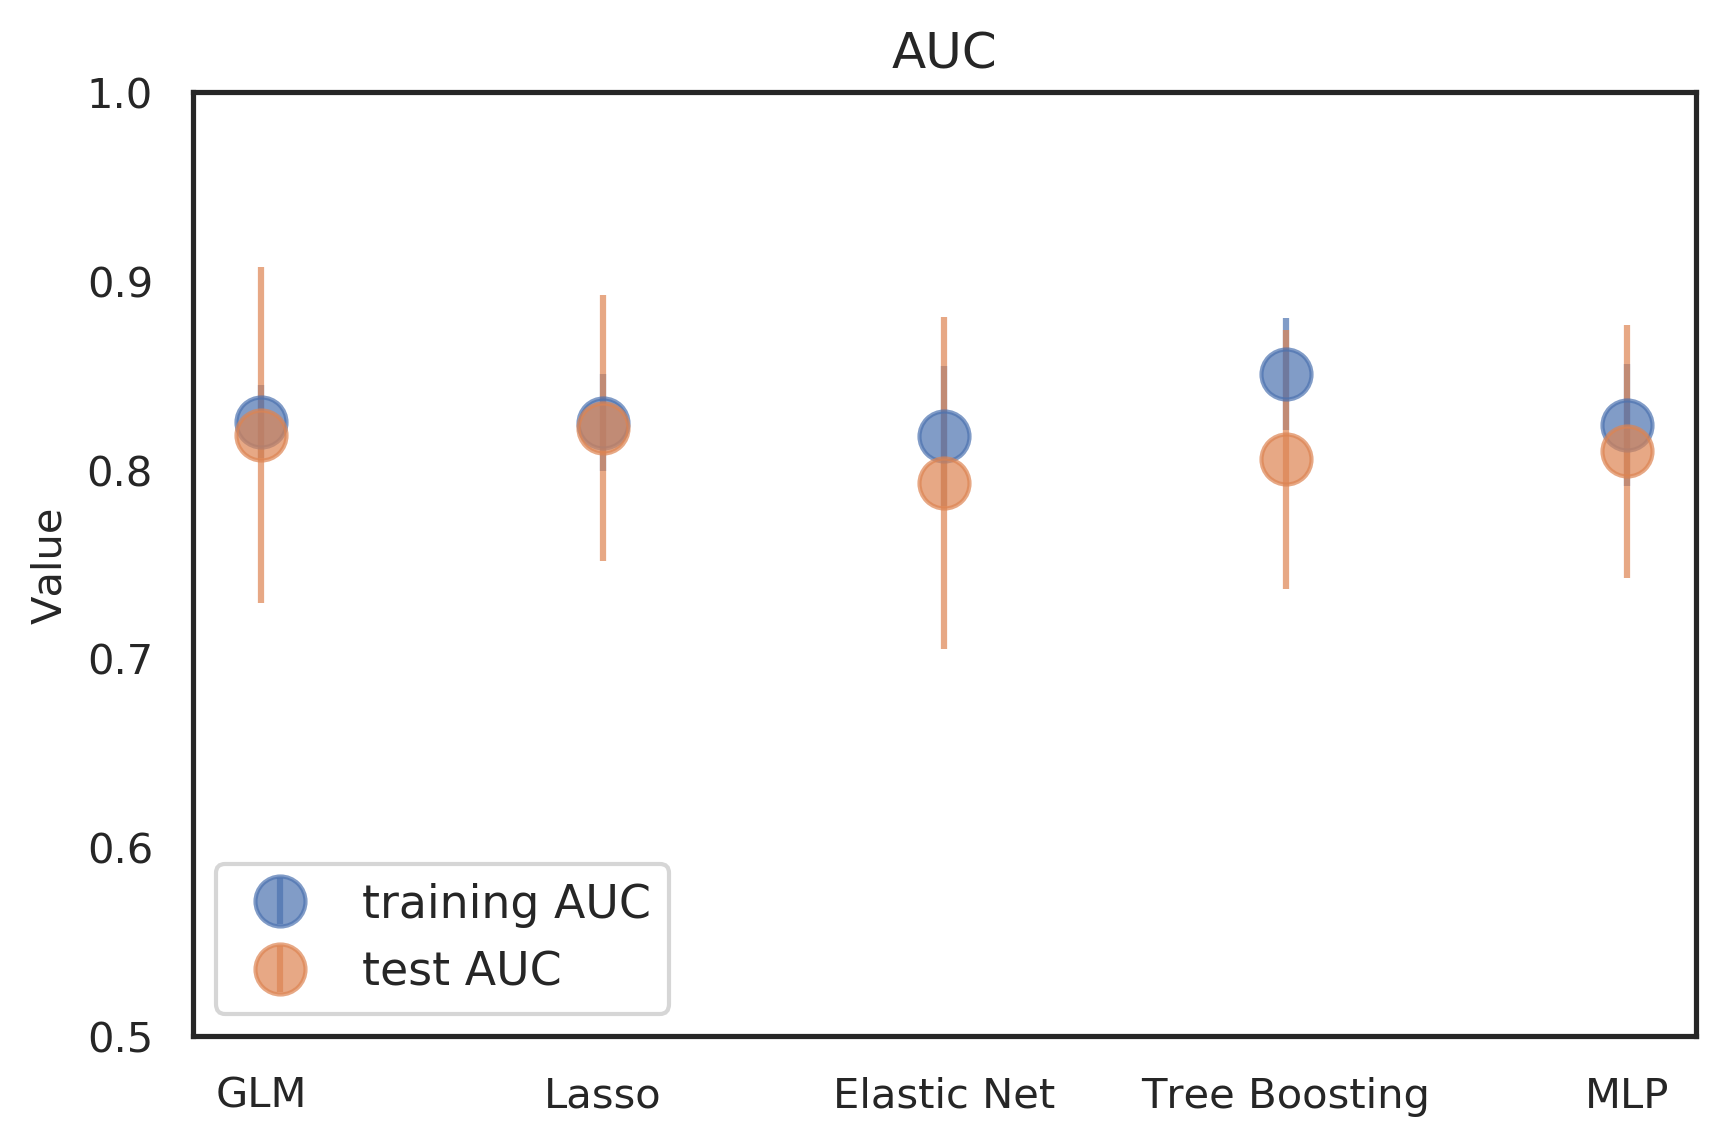 AUC
1.0
0.9
0.8
0.7
0.6
0.5
Value
training AUC
test AUC
GLM
Lasso
Elastic Net
Tree Boosting
MLP